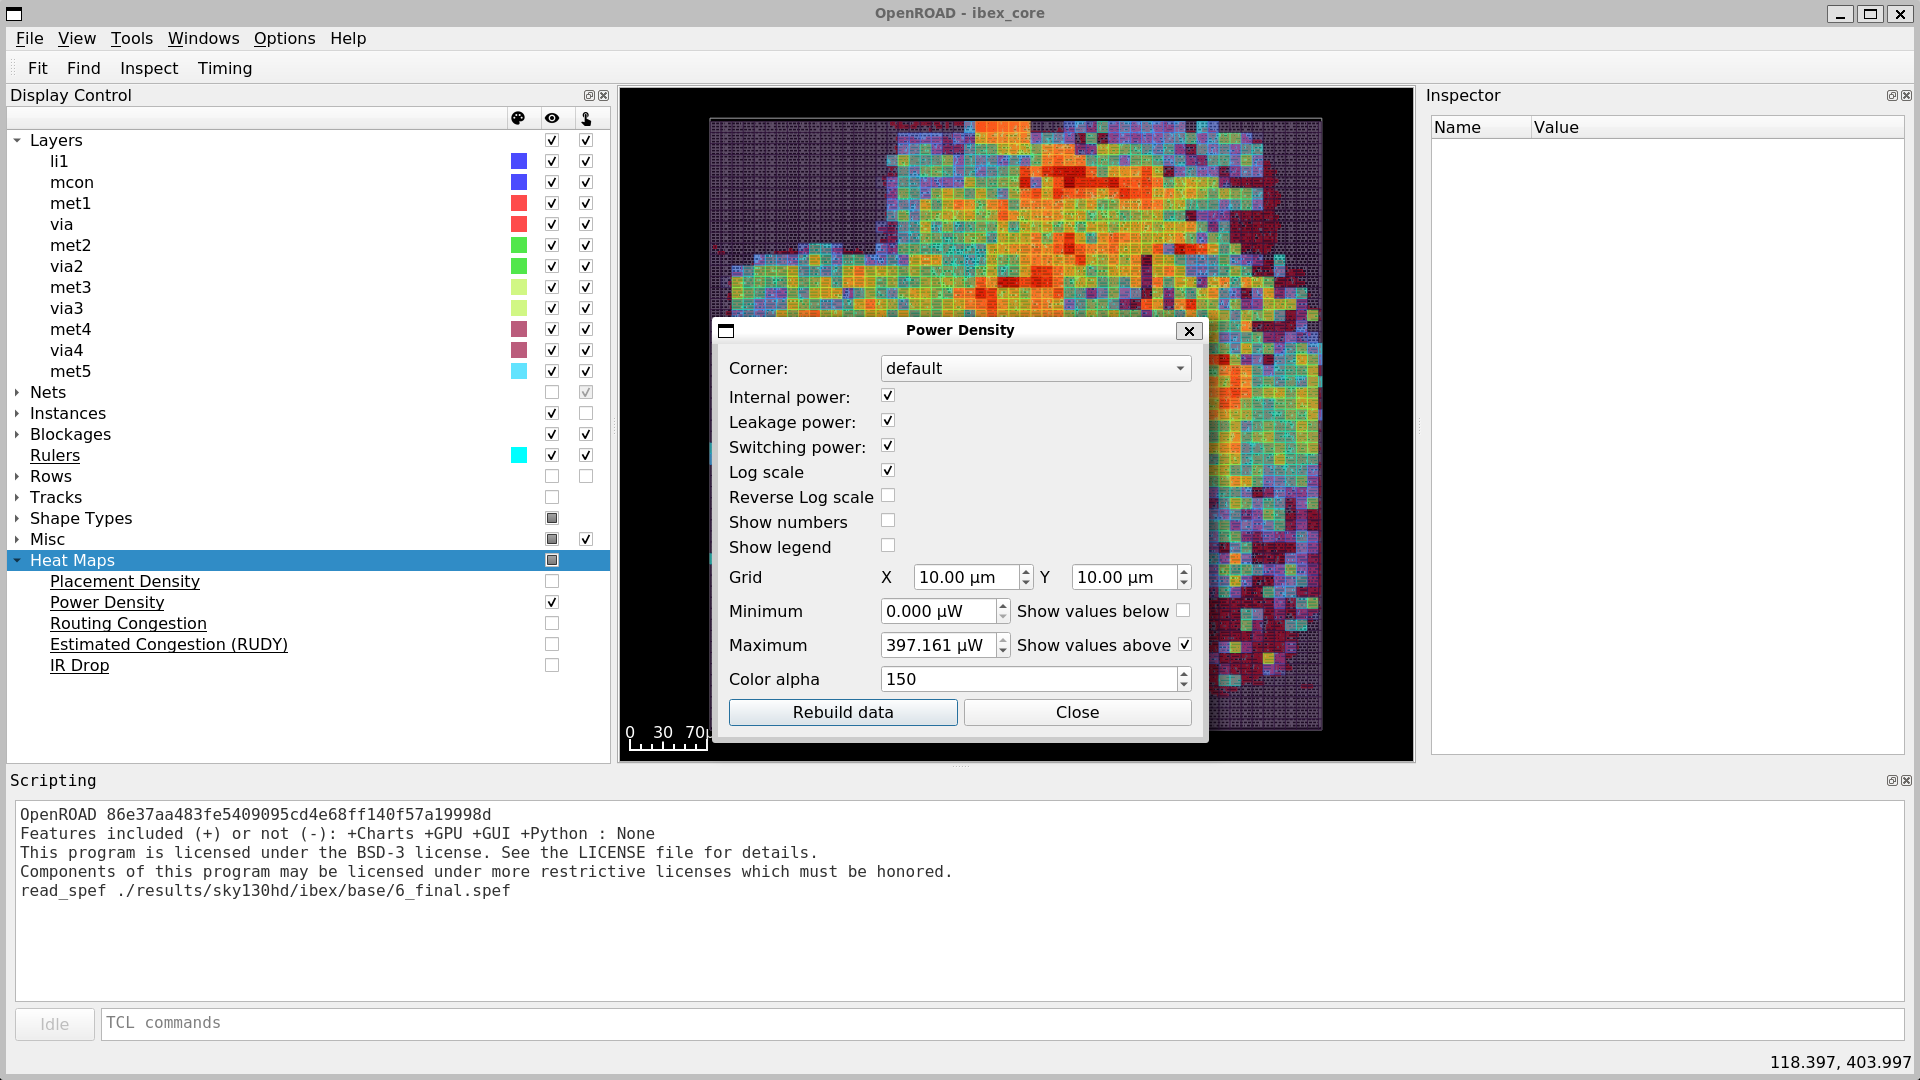 OpenROAD - ibex_core
File View Tools Windows Options Help
Fit Find Inspect Timing
Display Control
Layers
li1
mcon
met1
via
met2
via2
met3
via3
met4
via4
met5
Nets
Instances
Blockages
Rulers
Rows
Tracks
Shape Types
Misc
Heat Maps
Placement Density
Power Density
Routing Congestion
Estimated Congestion (RUDY)
IR Drop
0 30 70µ
Power Density
Corner: default
Internal power:
Leakage power:
Switching power:
Log scale
Reverse Log scale
Show numbers
Show legend
Grid X 10.00 µm Y 10.00 µm
Minimum 0.000 µW Show values below
Maximum 397.161 µW Show values above
Color alpha 150
Rebuild data Close
Inspector
Name Value
Scripting
OpenROAD 86e37aa483fe5409095cd4e68ff140f57a19998d
Features included (+) or not (-): +Charts +GPU +GUI +Python : None
This program is licensed under the BSD-3 license. See the LICENSE file for details.
Components of this program may be licensed under more restrictive licenses which must be honored.
read_spef ./results/sky130hd/ibex/base/6_final.spef
Idle TCL commands
118.397, 403.997